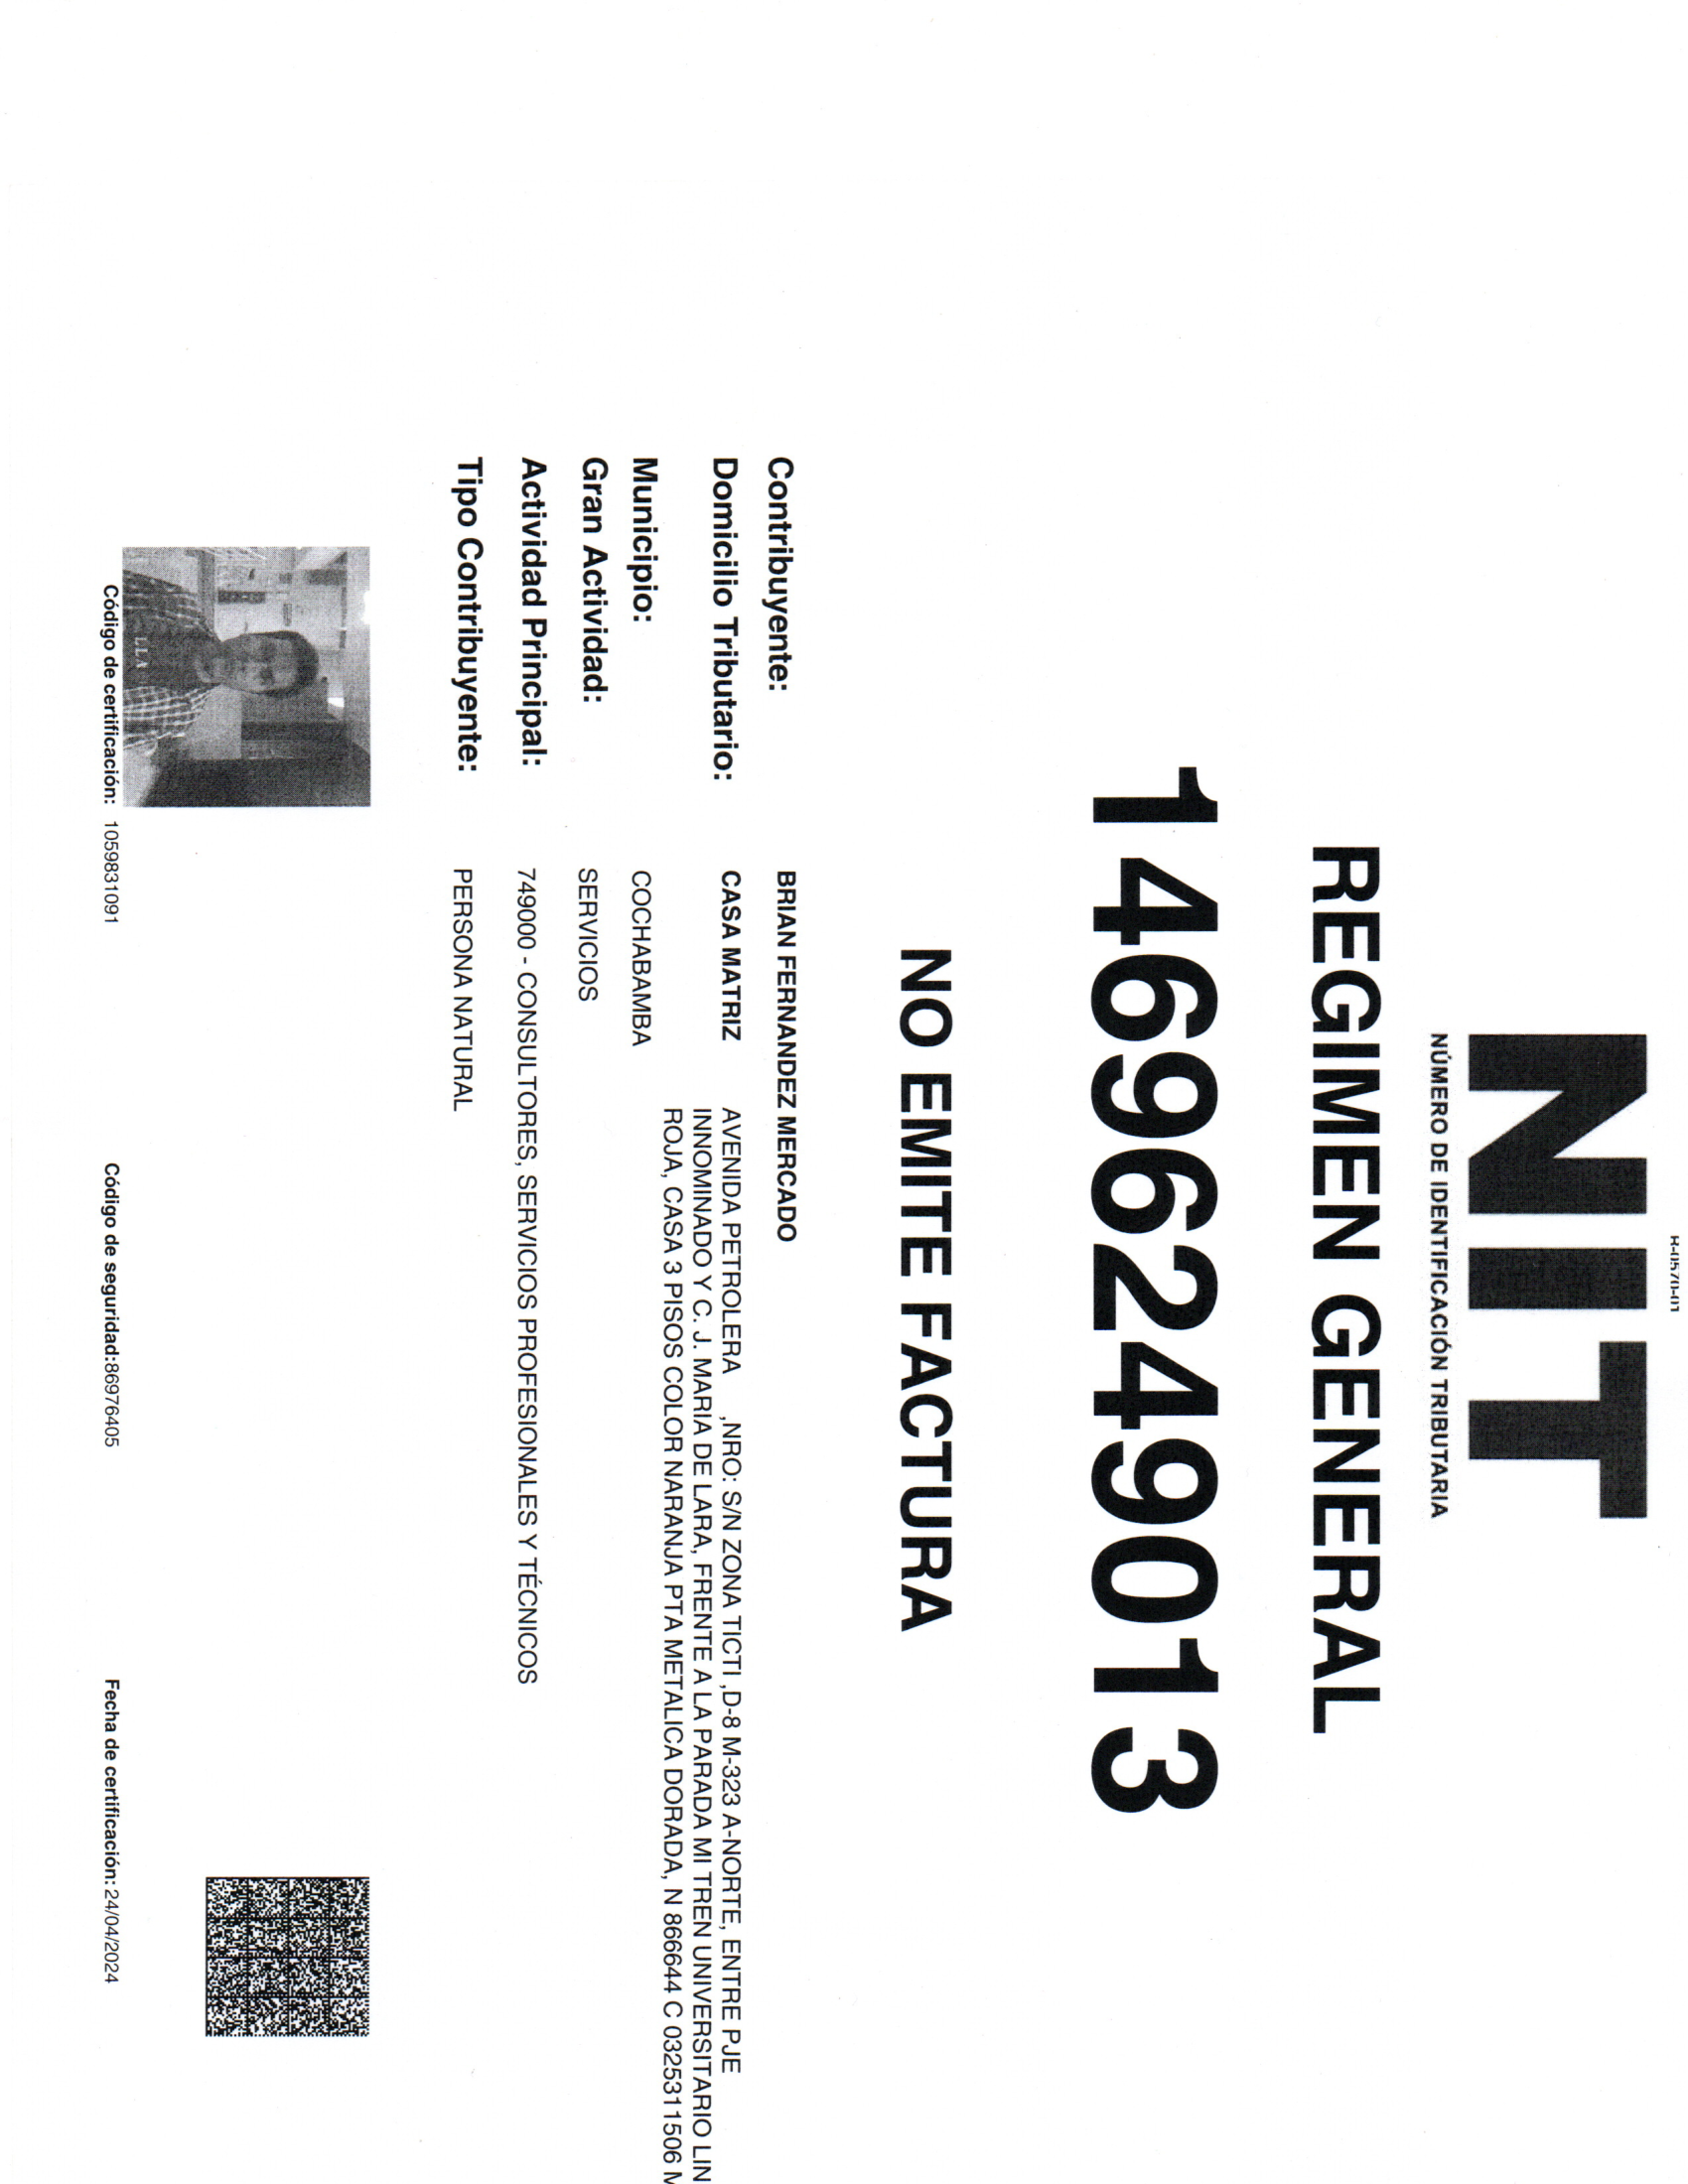 R-0570-01
NIT
NÚMERO DE IDENTIFICACIÓN TRIBUTARIA
REGIMEN GENERAL
14696249013
NO EMITE FACTURA
Contribuyente: BRIAN FERNANDEZ MERCADO
Domicilio Tributario: CASA MATRIZ AVENIDA PETROLERA ,NRO: S/N ZONA TICTI ,D-8 M-323 A-NORTE, ENTRE PJE
INNOMINADO Y C. J. MARIA DE LARA, FRENTE A LA PARADA MI TREN UNIVERSITARIO LIN
ROJA, CASA 3 PISOS COLOR NARANJA PTA METALICA DORADA, N 866644 C 0325311506 M
Municipio: COCHABAMBA
Gran Actividad: SERVICIOS
Actividad Principal: 749000 - CONSULTORES, SERVICIOS PROFESIONALES Y TÉCNICOS
Tipo Contribuyente: PERSONA NATURAL
LLA
Código de certificación: 1059831091 Código de seguridad:86976405 Fecha de certificación: 24/04/2024